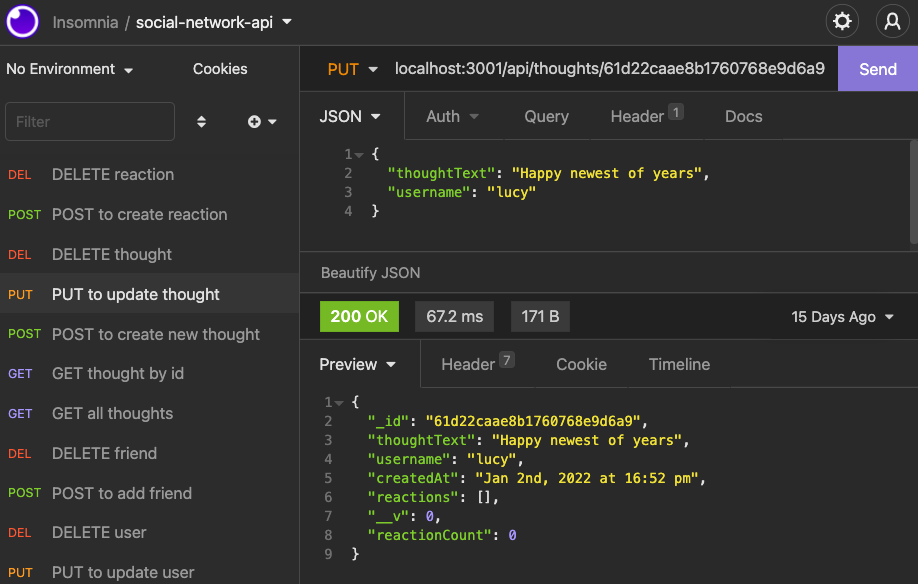 Insomnia / social-network-api
No Environment
Cookies
Filter
DEL DELETE reaction
POST POST to create reaction
DEL DELETE thought
PUT PUT to update thought
POST POST to create new thought
GET GET thought by id
GET GET all thoughts
DEL DELETE friend
POST POST to add friend
DEL DELETE user
PUT PUT to update user
PUT localhost:3001/api/thoughts/61d22caae8b1760768e9d6a9 Send
JSON Auth Query Header 1 Docs
1 {
2 "thoughtText": "Happy newest of years",
3 "username": "lucy"
4 }
Beautify JSON
200 OK 67.2 ms 171 B 15 Days Ago
Preview Header 7 Cookie Timeline
1 {
2 "_id": "61d22caae8b1760768e9d6a9",
3 "thoughtText": "Happy newest of years",
4 "username": "lucy",
5 "createdAt": "Jan 2nd, 2022 at 16:52 pm",
6 "reactions": [],
7 "__v": 0,
8 "reactionCount": 0
9 }